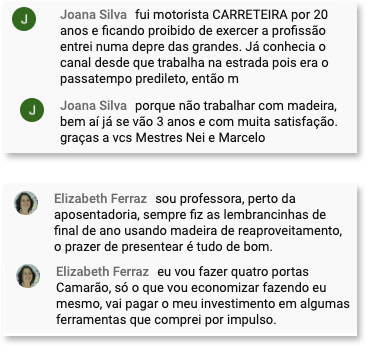 J Joana Silva fui motorista CARRETEIRA por 20
anos e ficando proibido de exercer a profissão
entrei numa depre das grandes. Já conhecia o
canal desde que trabalha na estrada pois era o
passatempo predileto, então m
J Joana Silva porque não trabalhar com madeira,
bem aí já se vão 3 anos e com muita satisfação.
graças a vcs Mestres Nei e Marcelo
Elizabeth Ferraz sou professora, perto da
aposentadoria, sempre fiz as lembrancinhas de
final de ano usando madeira de reaproveitamento,
o prazer de presentear é tudo de bom.
Elizabeth Ferraz eu vou fazer quatro portas
Camarão, só o que vou economizar fazendo eu
mesmo, vai pagar o meu investimento em algumas
ferramentas que comprei por impulso.